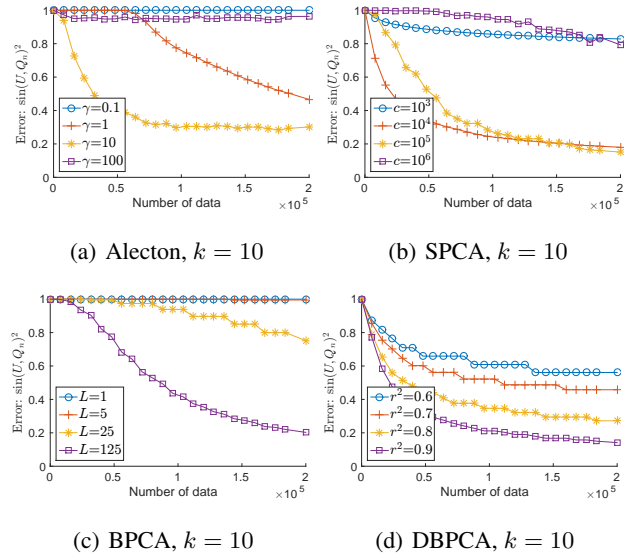 1
0.8
0.6
0.4
0.2
0
Error: sin(U, Q_n)^2
γ=0.1
γ=1
γ=10
γ=100
0 0.5 1 1.5 2
Number of data ×10^5
(a) Alecton, k = 10
1
0.8
0.6
0.4
0.2
0
Error: sin(U, Q_n)^2
c=10^3
c=10^4
c=10^5
c=10^6
0 0.5 1 1.5 2
Number of data ×10^5
(b) SPCA, k = 10
1
0.8
0.6
0.4
0.2
0
Error: sin(U, Q_n)^2
L=1
L=5
L=25
L=125
0 0.5 1 1.5 2
Number of data ×10^5
(c) BPCA, k = 10
1
0.8
0.6
0.4
0.2
0
Error: sin(U, Q_n)^2
r^2=0.6
r^2=0.7
r^2=0.8
r^2=0.9
0 0.5 1 1.5 2
Number of data ×10^5
(d) DBPCA, k = 10